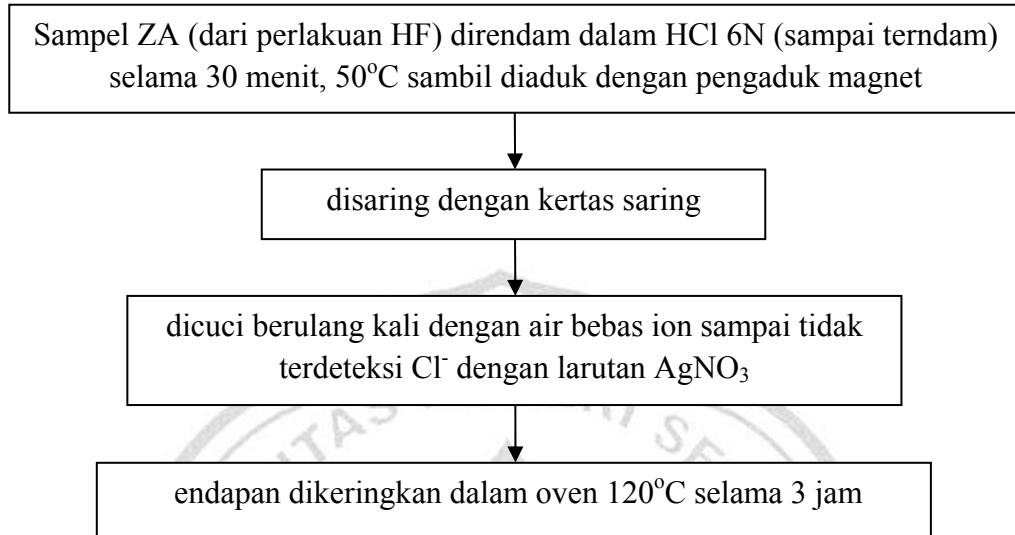 Sampel ZA (dari perlakuan HF) direndam dalam HCl 6N (sampai terndam)
selama 30 menit, 50°C sambil diaduk dengan pengaduk magnet
disaring dengan kertas saring
dicuci berulang kali dengan air bebas ion sampai tidak
terdeteksi Cl⁻ dengan larutan AgNO₃
endapan dikeringkan dalam oven 120°C selama 3 jam